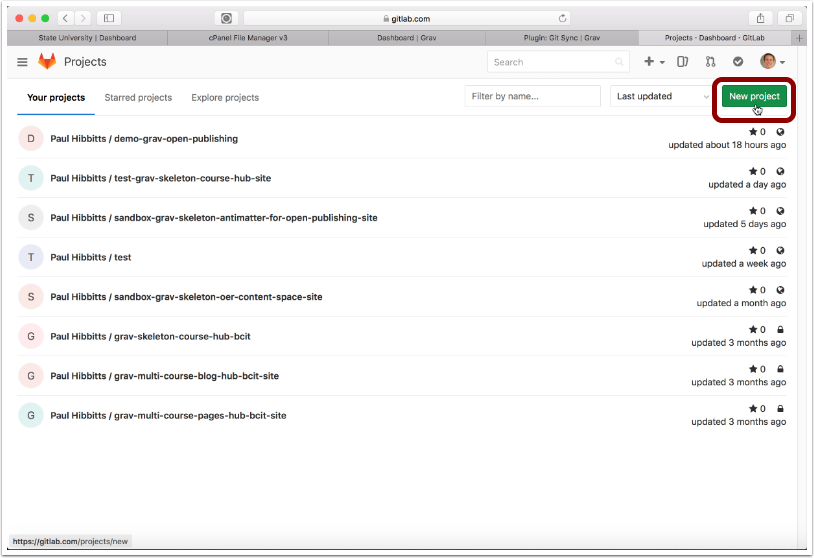 gitlab.com
State University | Dashboard
cPanel File Manager v3
Dashboard | Grav
Plugin: Git Sync | Grav
Projects · Dashboard · GitLab
Projects
Search
Your projects
Starred projects
Explore projects
Filter by name...
Last updated
New project
D
Paul Hibbitts / demo-grav-open-publishing
0
updated about 18 hours ago
T
Paul Hibbitts / test-grav-skeleton-course-hub-site
0
updated a day ago
S
Paul Hibbitts / sandbox-grav-skeleton-antimatter-for-open-publishing-site
0
updated 5 days ago
T
Paul Hibbitts / test
0
updated a week ago
S
Paul Hibbitts / sandbox-grav-skeleton-oer-content-space-site
0
updated a month ago
G
Paul Hibbitts / grav-skeleton-course-hub-bcit
0
updated 3 months ago
G
Paul Hibbitts / grav-multi-course-blog-hub-bcit-site
0
updated 3 months ago
G
Paul Hibbitts / grav-multi-course-pages-hub-bcit-site
0
updated 3 months ago
https://gitlab.com/projects/new